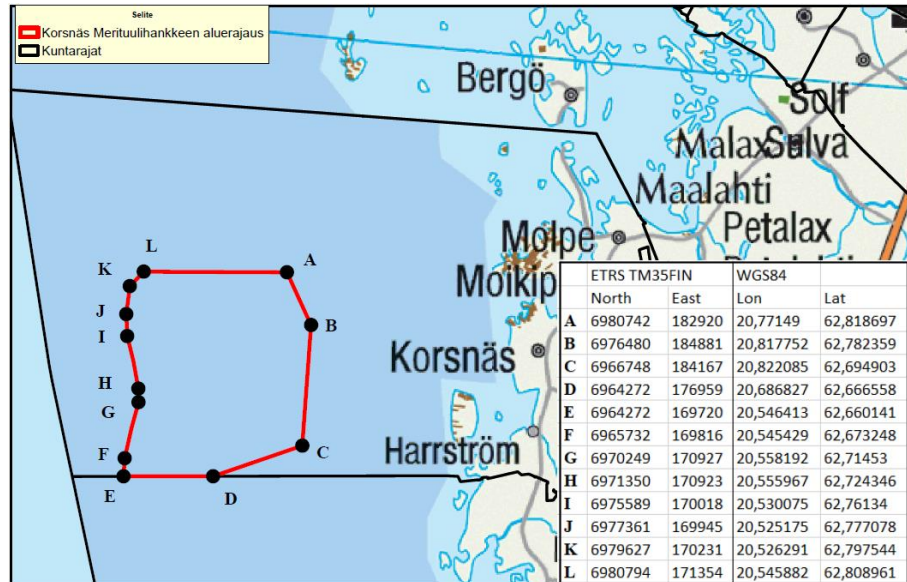 Selite
Korsnäs Merituulihankkeen aluerajaus
Kuntarajat
Bergö
Solf
Malax
Sulva
Maalahti
Petalax
Molpe
Korsnäs
Harrström
L
A
K
J
B
I
H
G
C
F
E
D
ETRS TM35FIN WGS84
North East Lon Lat
A 6980742 182920 20,77149 62,818697
B 6976480 184881 20,817752 62,782359
C 6966748 184167 20,822085 62,694903
D 6964272 176959 20,686827 62,666558
E 6964272 169720 20,546413 62,660141
F 6965732 169816 20,545429 62,673248
G 6970249 170927 20,558192 62,71453
H 6971350 170923 20,555967 62,724346
I 6975589 170018 20,530075 62,76134
J 6977361 169945 20,525175 62,777078
K 6979627 170231 20,526291 62,797544
L 6980794 171354 20,545882 62,808961